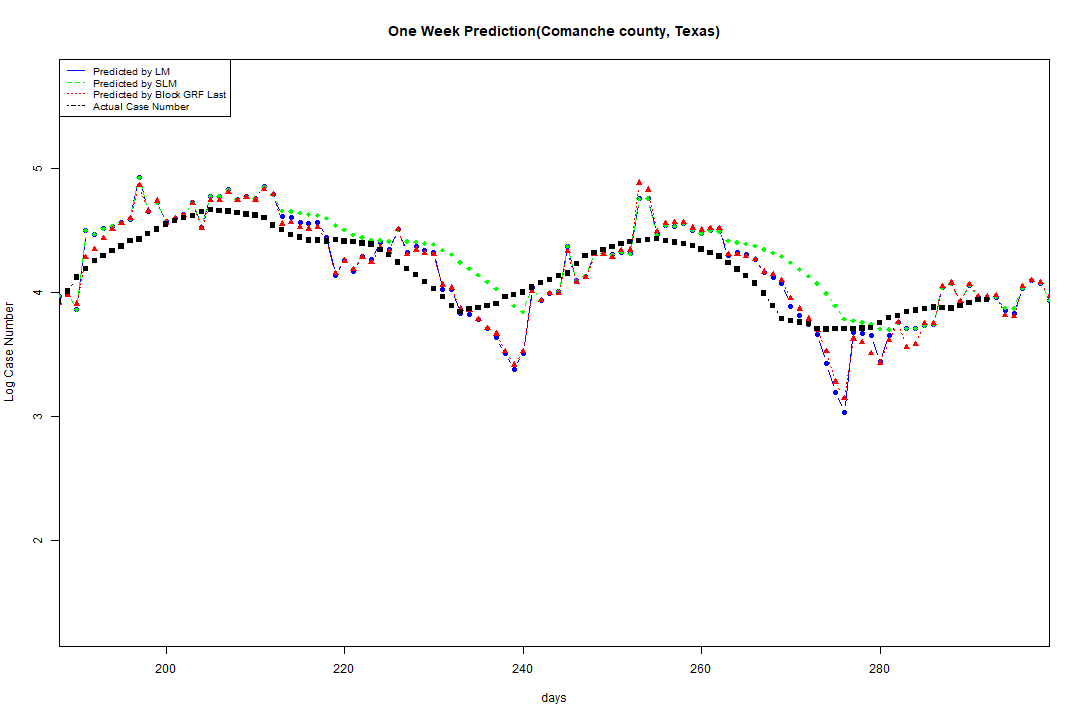 One Week Prediction(Comanche county, Texas)
Predicted by LM
Predicted by SLM
Predicted by Block GRF Last
Actual Case Number
5
4
3
2
Log Case Number
200 220 240 260 280
days